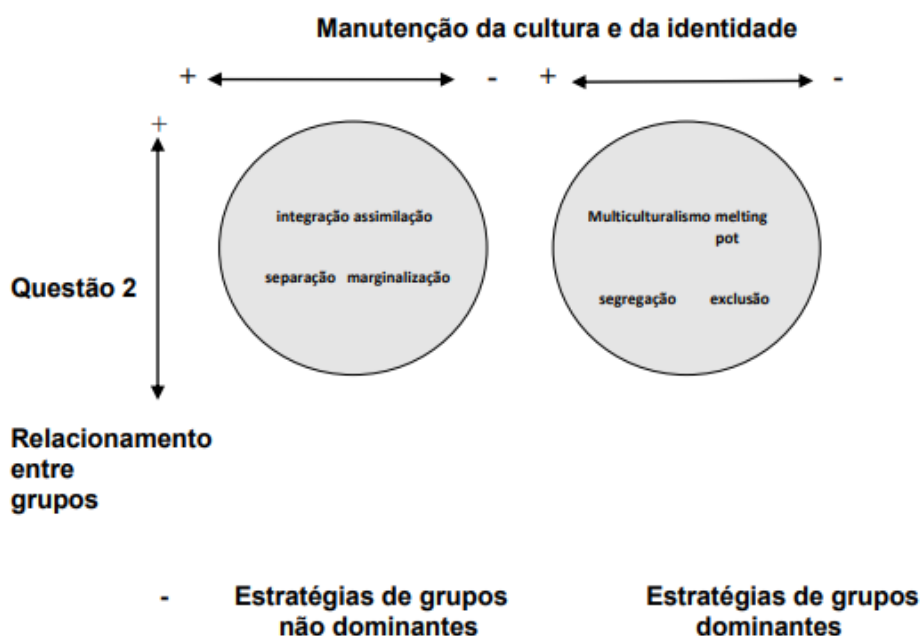 Manutenção da cultura e da identidade
+ - + -
+
integração assimilação
Multiculturalismo melting
pot
separação marginalização
segregação exclusão
Questão 2
Relacionamento
entre
grupos
-
Estratégias de grupos
não dominantes
Estratégias de grupos
dominantes